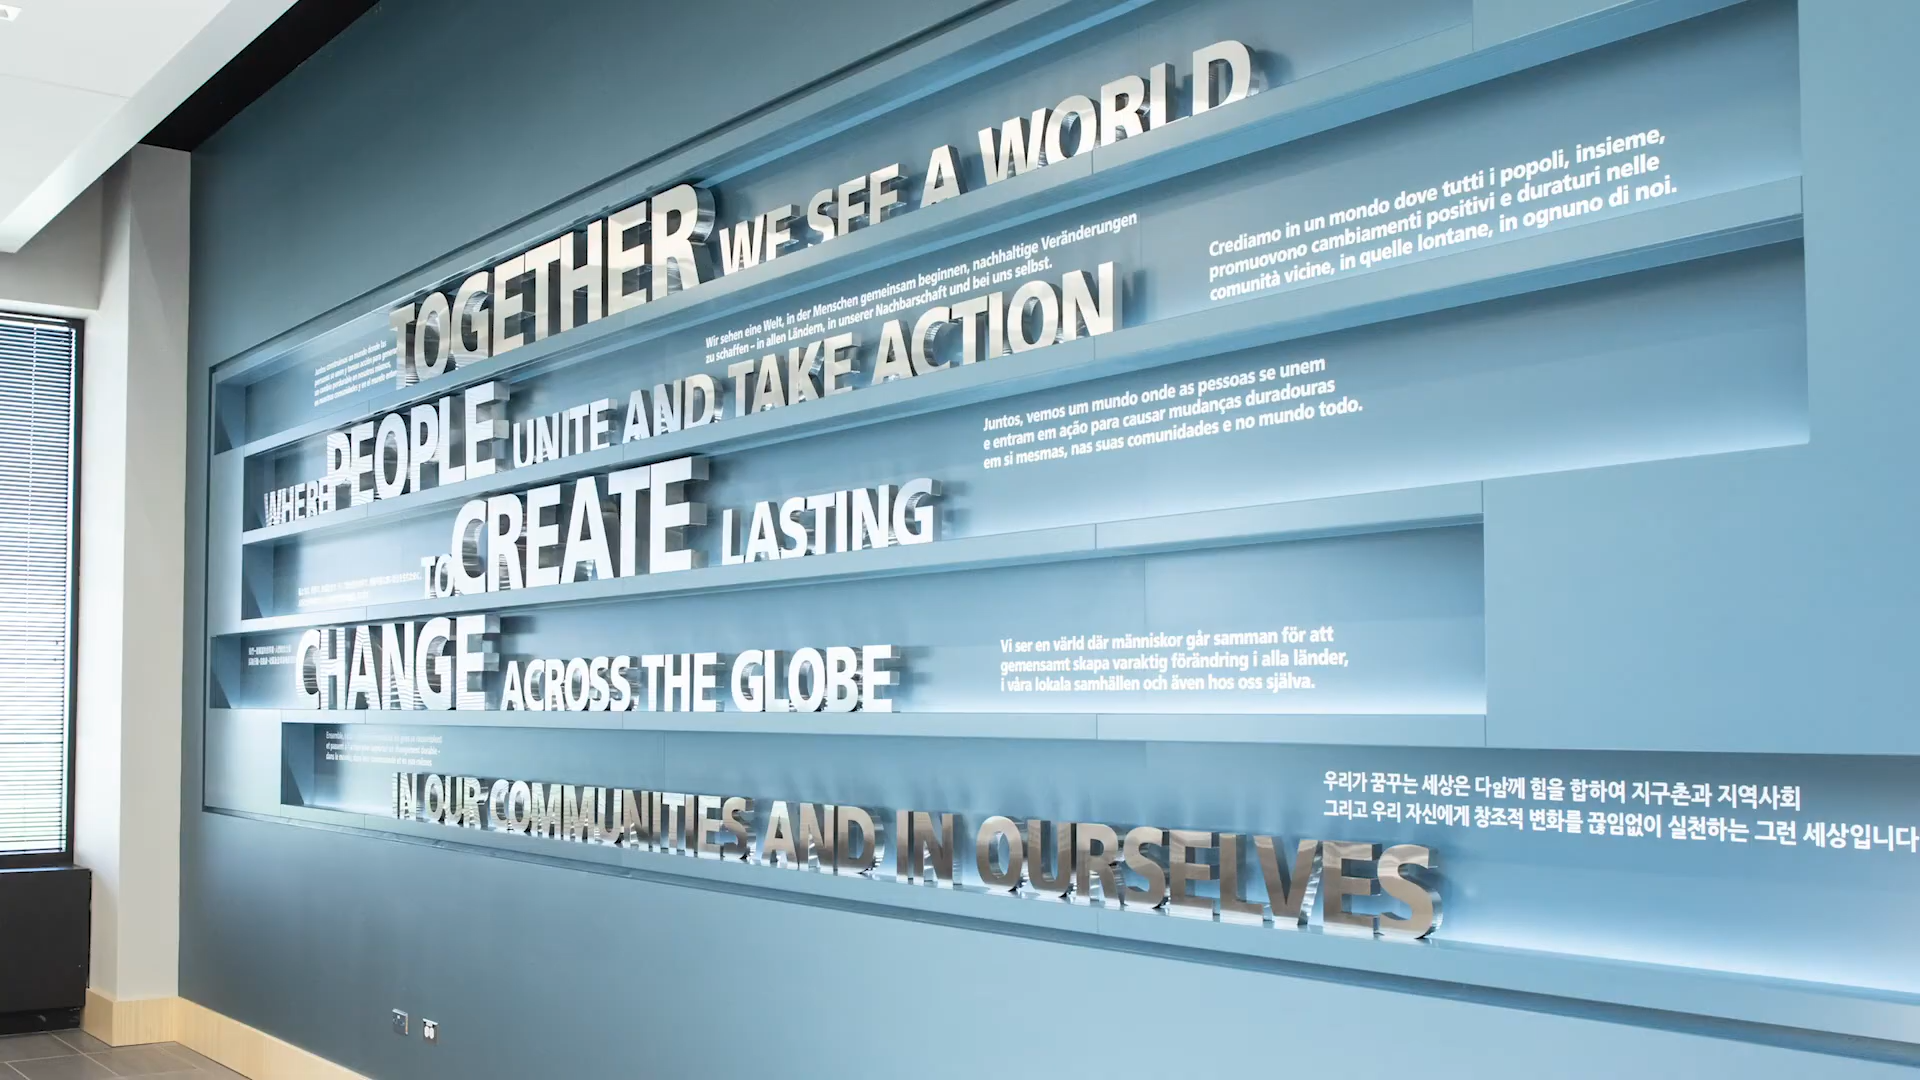 TOGETHER WE SEE A WORLD
Juntos construimos un mundo donde las
Wir sehen eine Welt, in der Menschen gemeinsam beginnen, nachhaltige Veränderungen
zu schaffen – in allen Ländern, in unserer Nachbarschaft und bei uns selbst.
Crediamo in un mondo dove tutti i popoli, insieme,
promuovono cambiamenti positivi e duraturi nelle
comunità vicine, in quelle lontane, in ognuno di noi.
WHERE PEOPLE UNITE AND TAKE ACTION
Juntos, vemos um mundo onde as pessoas se unem
e entram em ação para causar mudanças duradouras
em si mesmas, nas suas comunidades e no mundo todo.
TO CREATE LASTING
CHANGE ACROSS THE GLOBE
Vi ser en värld där människor går samman för att
gemensamt skapa varaktig förändring i alla länder,
i våra lokala samhällen och även hos oss själva.
Ensemble,
IN OUR COMMUNITIES AND IN OURSELVES
우리가 꿈꾸는 세상은 다함께 힘을 합하여 지구촌과 지역사회
그리고 우리 자신에게 창조적 변화를 끊임없이 실천하는 그런 세상입니다